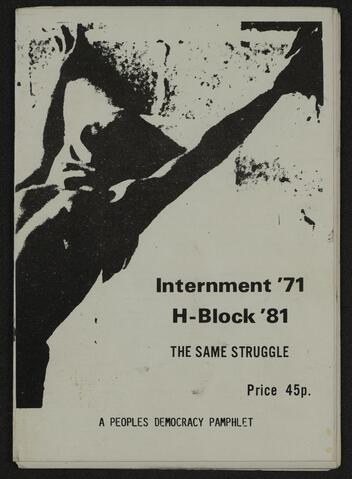 Internment '71
H-Block '81
THE SAME STRUGGLE
Price 45p.
A PEOPLES DEMOCRACY PAMPHLET